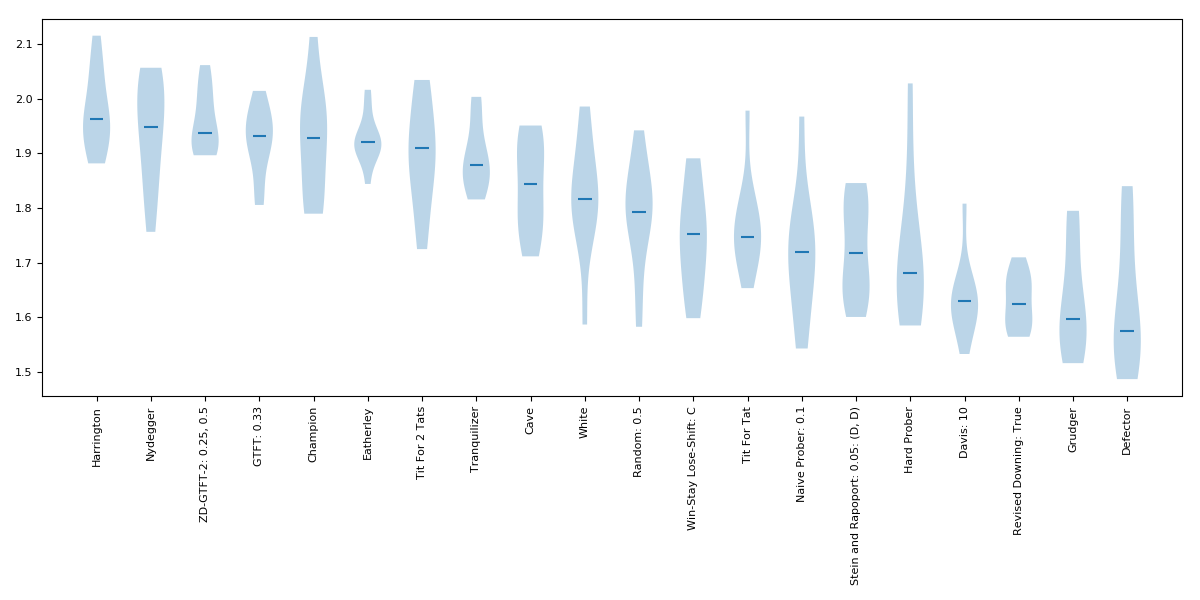 2.1
2.0
1.9
1.8
1.7
1.6
1.5
Harrington
Nydegger
ZD-GTFT-2: 0.25, 0.5
GTFT: 0.33
Champion
Eatherley
Tit For 2 Tats
Tranquilizer
Cave
White
Random: 0.5
Win-Stay Lose-Shift: C
Tit For Tat
Naive Prober: 0.1
Stein and Rapoport: 0.05: (D, D)
Hard Prober
Davis: 10
Revised Downing: True
Grudger
Defector